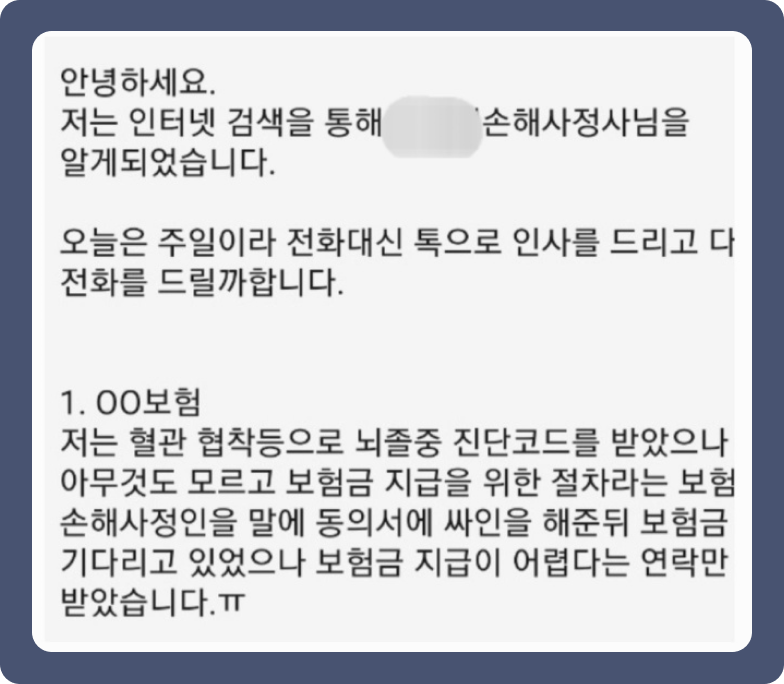 안녕하세요.
저는 인터넷 검색을 통해 손해사정사님을
알게되었습니다.
오늘은 주일이라 전화대신 톡으로 인사를 드리고 다
전화를 드릴까합니다.
1. OO보험
저는 혈관 협착등으로 뇌졸중 진단코드를 받았으나
아무것도 모르고 보험금 지급을 위한 절차라는 보험
손해사정인을 말에 동의서에 싸인을 해준뒤 보험금
기다리고 있었으나 보험금 지급이 어렵다는 연락만
받았습니다.ㅠ